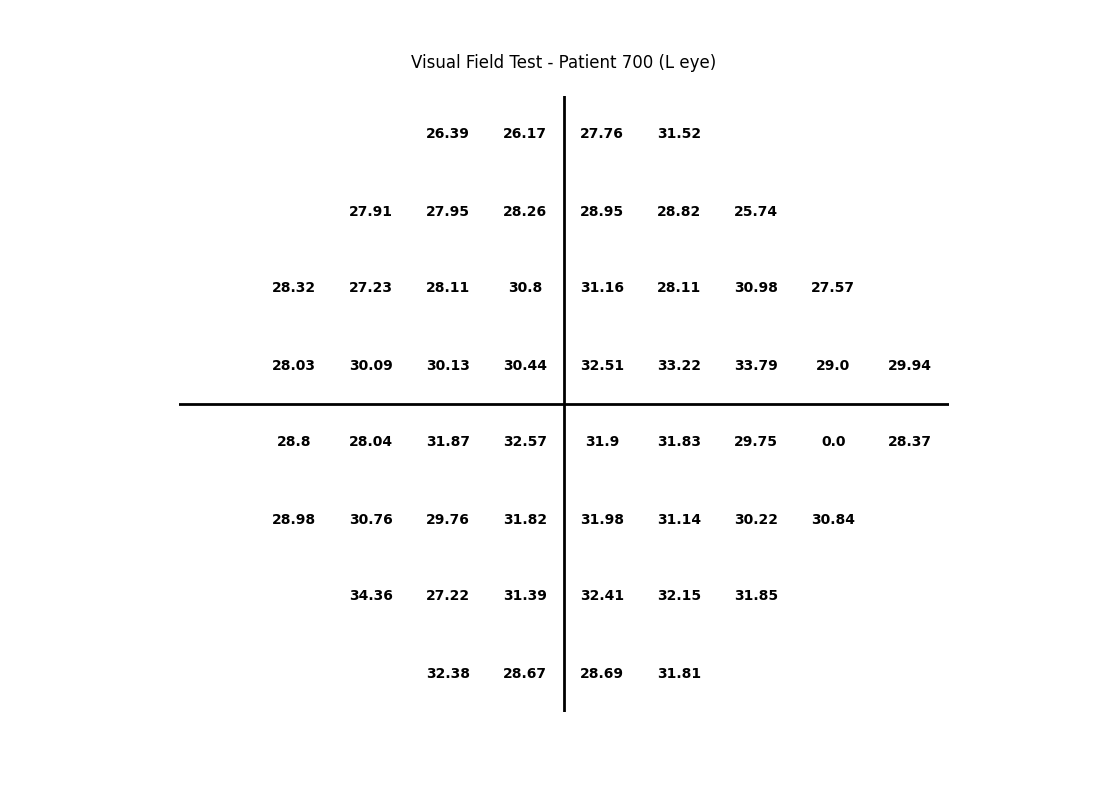 Visual Field Test - Patient 700 (L eye)
26.39 26.17 27.76 31.52
27.91 27.95 28.26 28.95 28.82 25.74
28.32 27.23 28.11 30.8 31.16 28.11 30.98 27.57
28.03 30.09 30.13 30.44 32.51 33.22 33.79 29.0 29.94
28.8 28.04 31.87 32.57 31.9 31.83 29.75 0.0 28.37
28.98 30.76 29.76 31.82 31.98 31.14 30.22 30.84
34.36 27.22 31.39 32.41 32.15 31.85
32.38 28.67 28.69 31.81